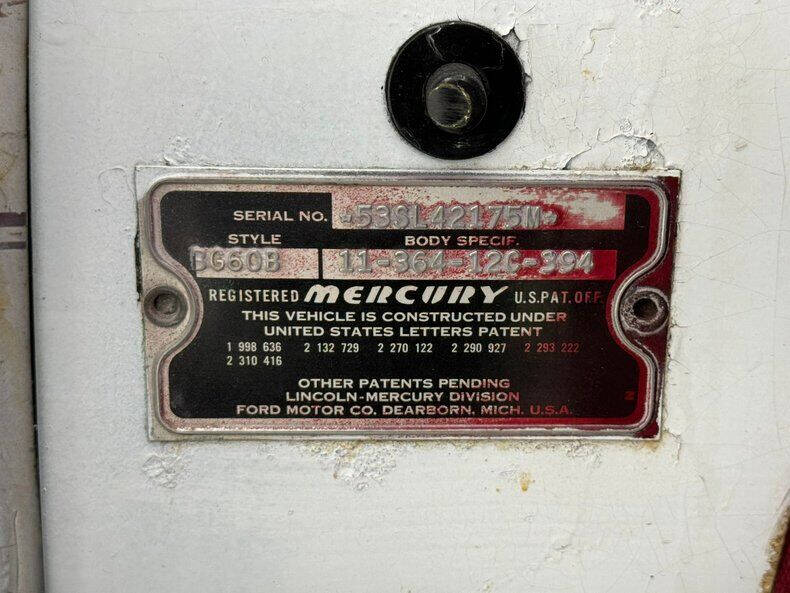 SERIAL NO. *53SL42175M*
STYLE BODY SPECIF.
BG60B 11-364-12C-394
REGISTERED MERCURY U.S.PAT. OFF.
THIS VEHICLE IS CONSTRUCTED UNDER
UNITED STATES LETTERS PATENT
1 998 636 2 132 729 2 270 122 2 290 927 2 293 222
2 310 416
OTHER PATENTS PENDING
LINCOLN-MERCURY DIVISION
FORD MOTOR CO. DEARBORN, MICH. U.S.A.